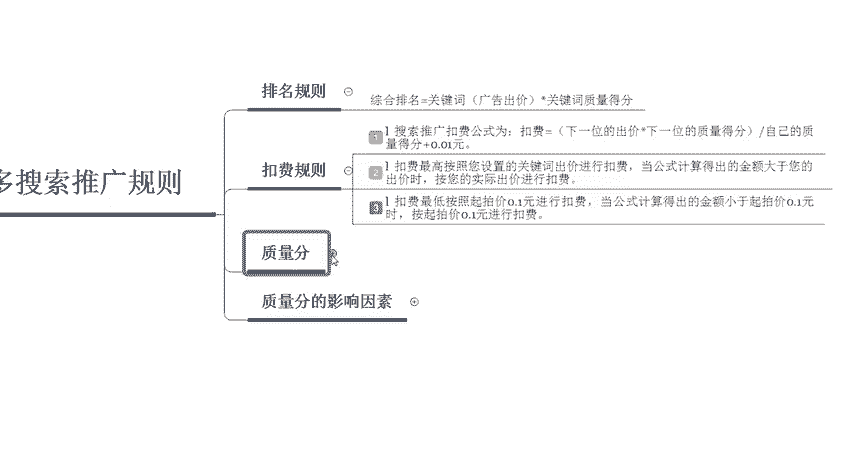 排名规则
综合排名=关键词（广告出价）*关键词质量得分
多搜索推广规则
扣费规则
1 l 搜索推广扣费公式为：扣费=（下一位的出价*下一位的质量得分）/自己的质
量得分+0.01元。
2 l 扣费最高按照您设置的关键词出价进行扣费，当公式计算得出的金额大于您的
出价时，按您的实际出价进行扣费。
3 l 扣费最低按照起拍价0.1元进行扣费，当公式计算得出的金额小于起拍价0.1元
时，按起拍价0.1元进行扣费。
质量分
质量分的影响因素